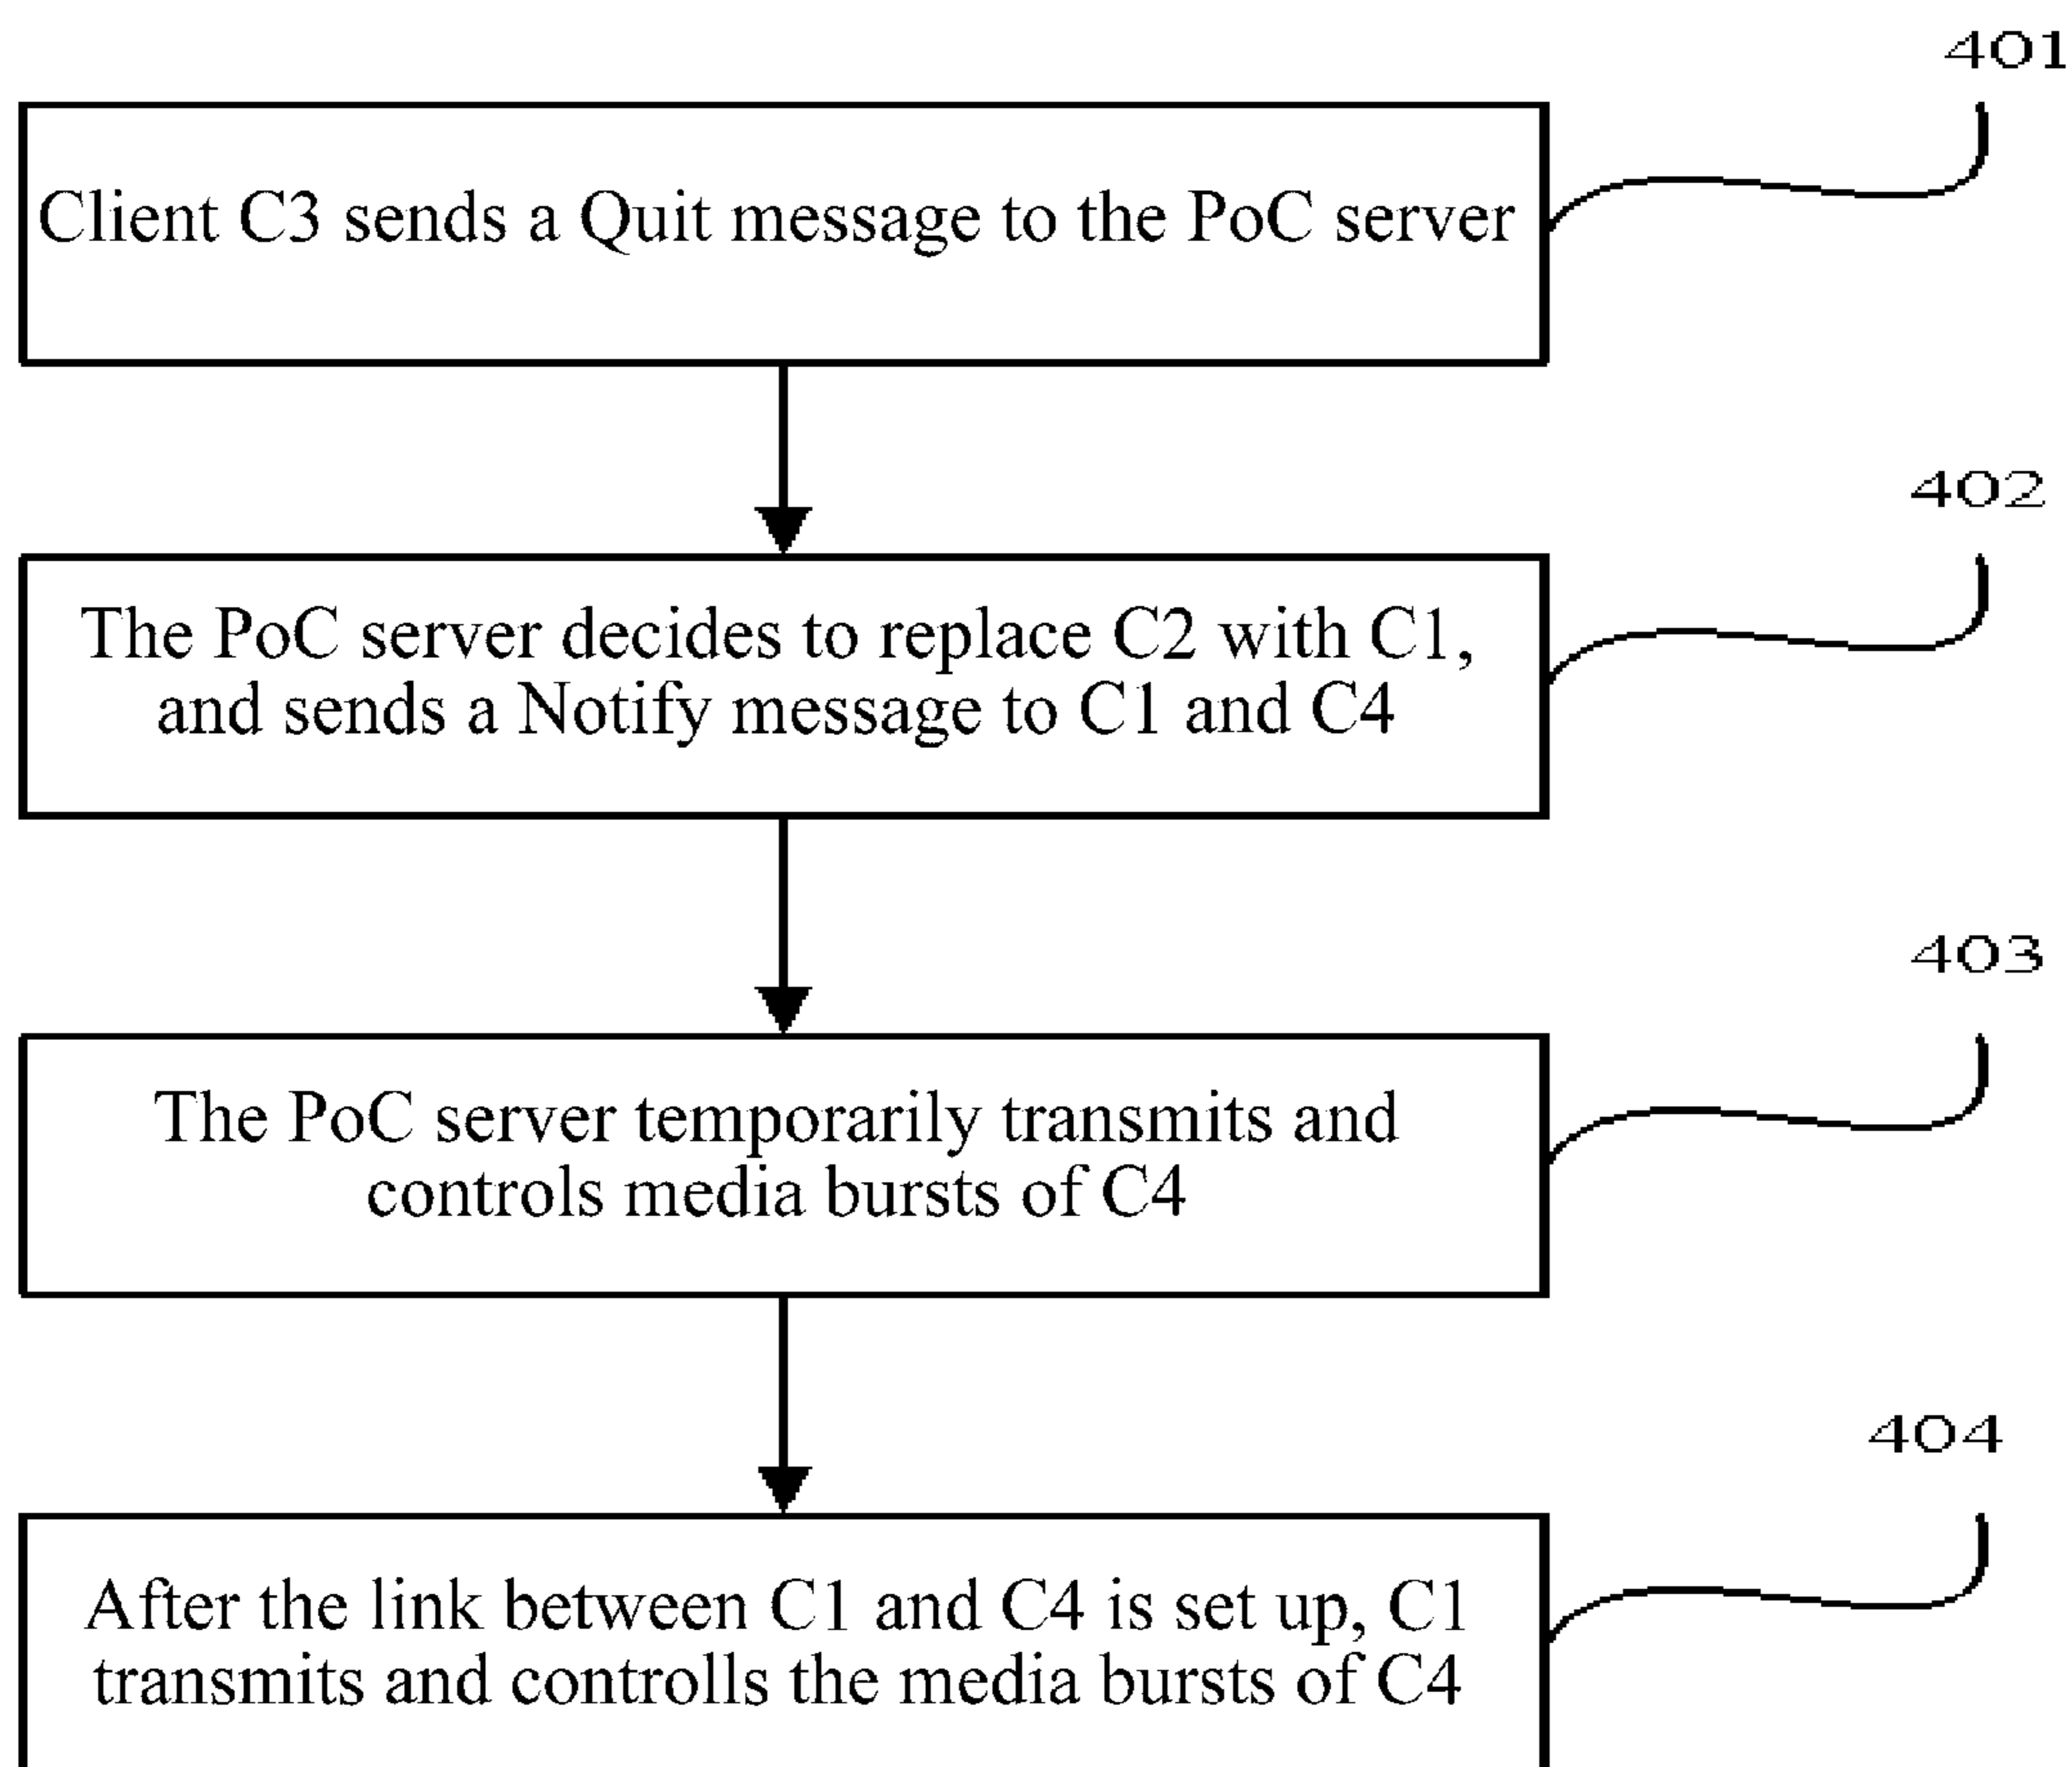 401
Client C3 sends a Quit message to the PoC server
402
The PoC server decides to replace C2 with C1,
and sends a Notify message to C1 and C4
403
The PoC server temporarily transmits and
controls media bursts of C4
404
After the link between C1 and C4 is set up, C1
transmits and controlls the media bursts of C4